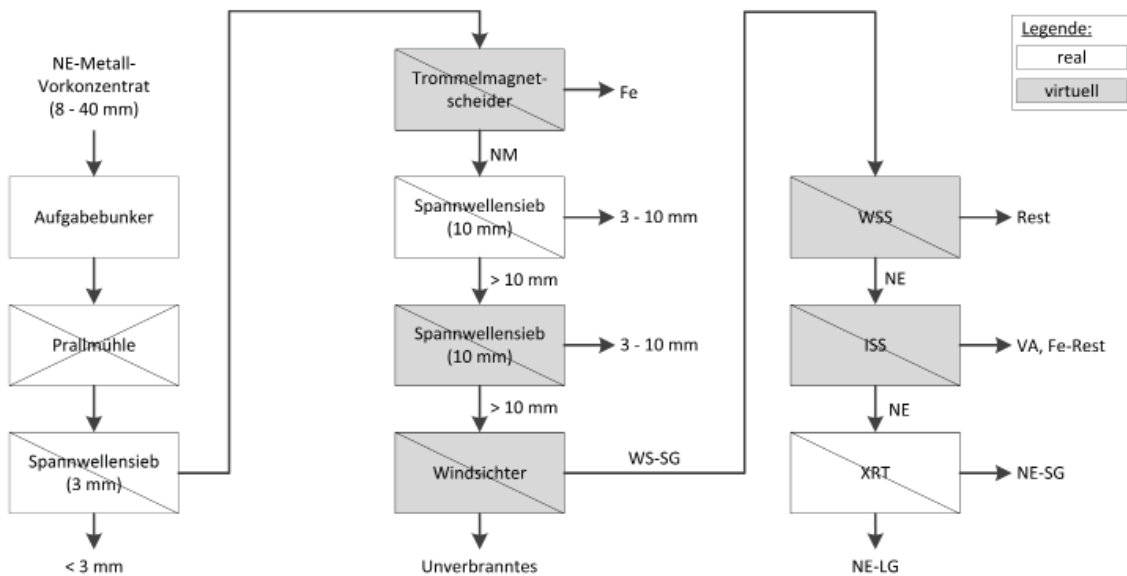 NE-Metall-
Vorkonzentrat
(8 - 40 mm)
Aufgabebunker
Prallmühle
Spannwellensieb
(3 mm)
< 3 mm
Trommelmagnet-
scheider
Fe
NM
Spannwellensieb
(10 mm)
3 - 10 mm
> 10 mm
Spannwellensieb
(10 mm)
3 - 10 mm
> 10 mm
Windsichter
WS-SG
Unverbranntes
WSS
Rest
NE
ISS
VA, Fe-Rest
NE
XRT
NE-SG
NE-LG
Legende:
real
virtuell